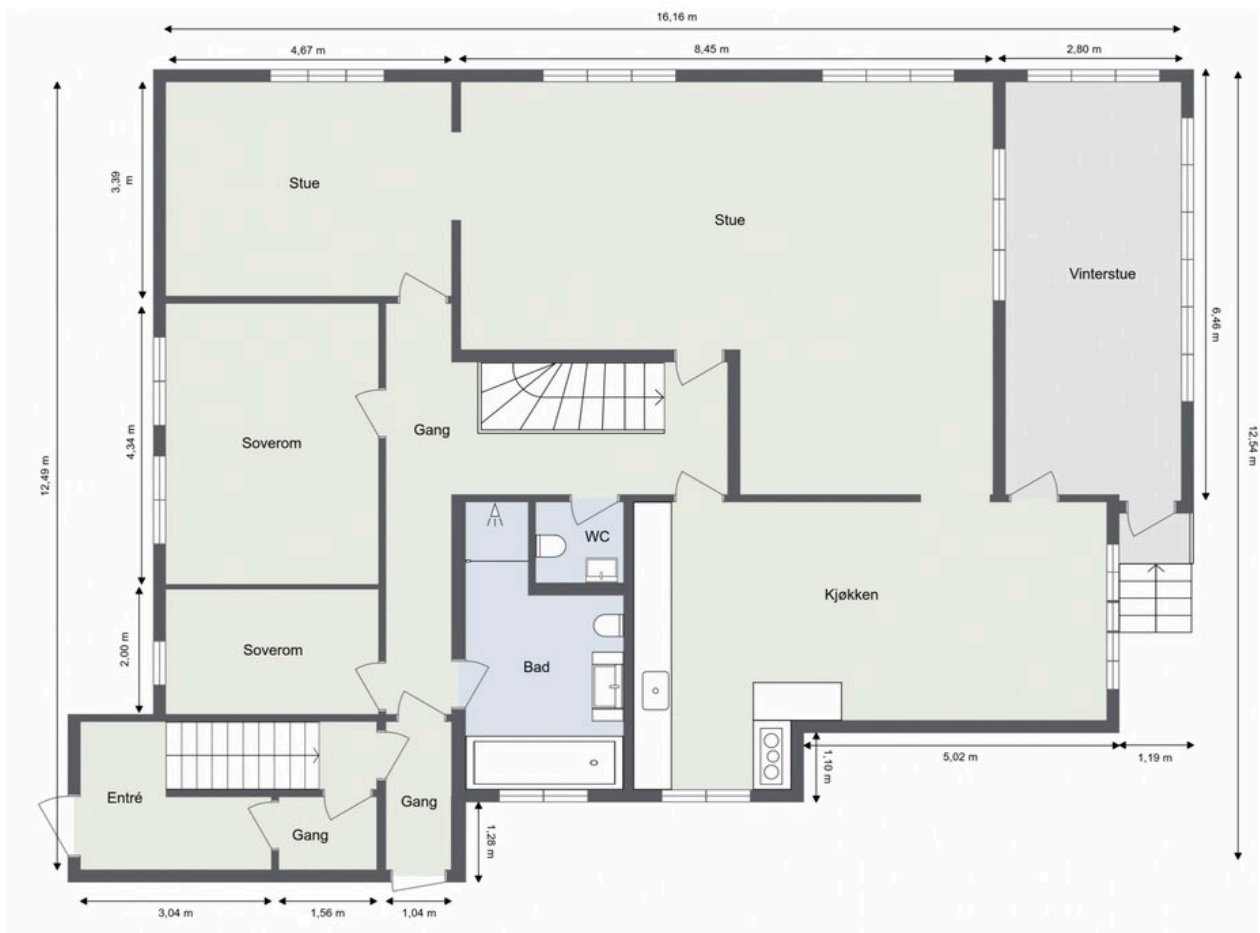 16,16 m
4,67 m
8,45 m
2,80 m
3,39
m
Stue
Stue
Vinterstue
6,46 m
12,49 m
4,34 m
Soverom
Gang
12,54 m
WC
Kjøkken
2,00 m
Soverom
Bad
Entré
Gang
Gang
1,28 m
1,10 m
5,02 m
1,19 m
3,04 m
1,56 m
1,04 m